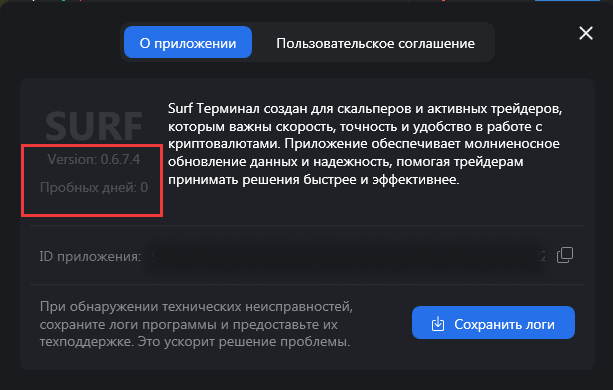 О приложении
Пользовательское соглашение
SURF
Version: 0.6.7.4
Пробных дней: 0
Surf Терминал создан для скальперов и активных трейдеров,
которым важны скорость, точность и удобство в работе с
криптовалютами. Приложение обеспечивает молниеносное
обновление данных и надежность, помогая трейдерам
принимать решения быстрее и эффективнее.
ID приложения:
При обнаружении технических неисправностей,
сохраните логи программы и предоставьте их
техподдержке. Это ускорит решение проблемы.
Сохранить логи